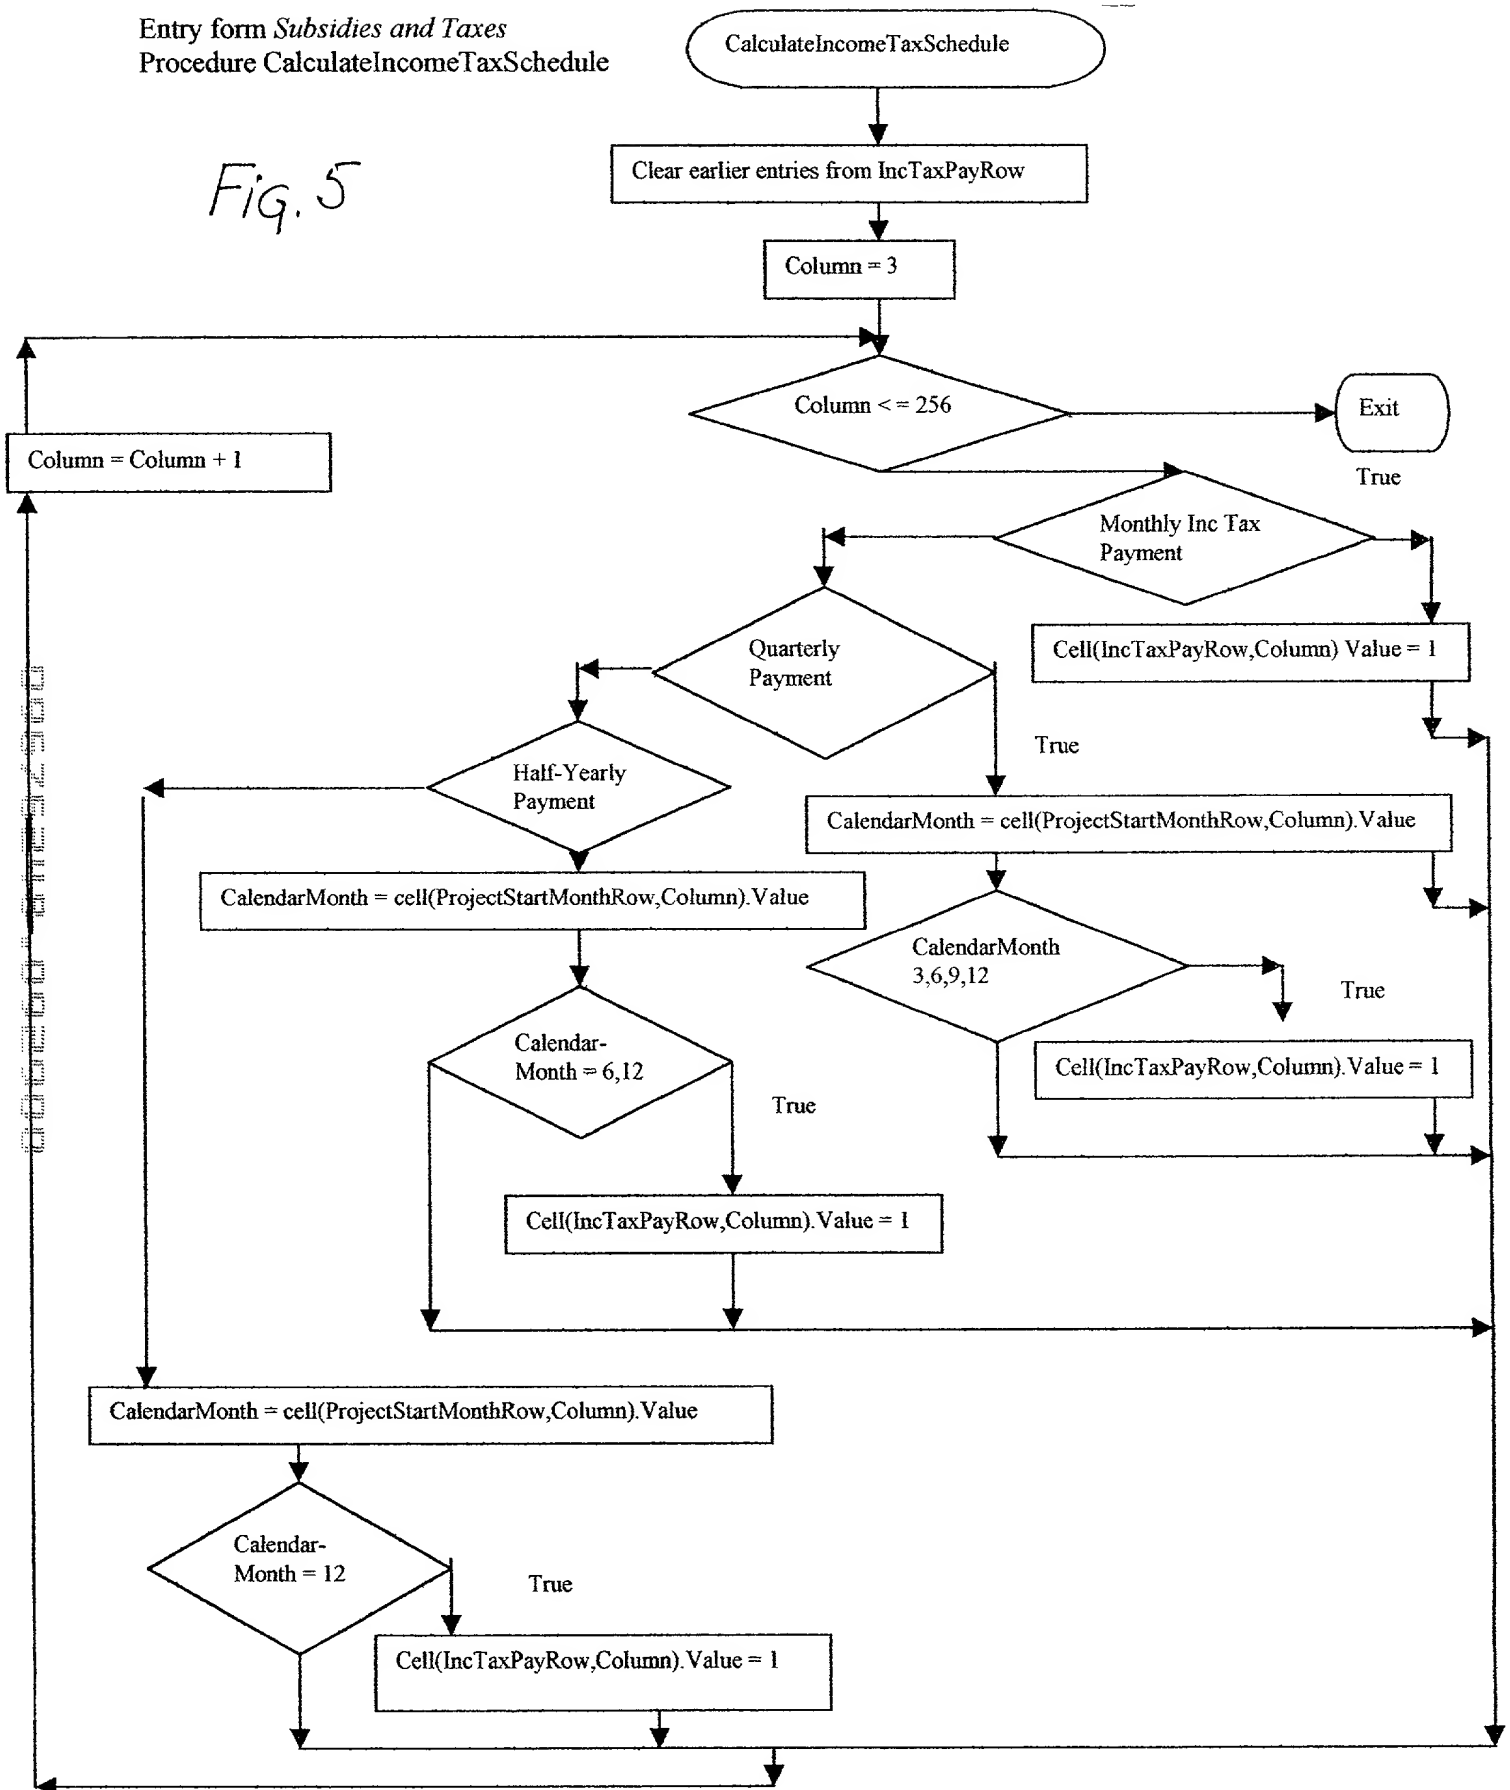 Entry form Subsidies and Taxes
Procedure CalculateIncomeTaxSchedule
CalculateIncomeTaxSchedule
Fig. 5
Clear earlier entries from IncTaxPayRow
Column = 3
Column < = 256
Exit
Column = Column + 1
True
Monthly Inc Tax
Payment
Quarterly
Payment
Cell(IncTaxPayRow,Column) Value = 1
True
Half-Yearly
Payment
CalendarMonth = cell(ProjectStartMonthRow,Column).Value
CalendarMonth = cell(ProjectStartMonthRow,Column).Value
CalendarMonth
3,6,9,12
True
Calendar-
Month = 6,12
Cell(IncTaxPayRow,Column).Value = 1
True
Cell(IncTaxPayRow,Column).Value = 1
CalendarMonth = cell(ProjectStartMonthRow,Column).Value
Calendar-
Month = 12
True
Cell(IncTaxPayRow,Column).Value = 1